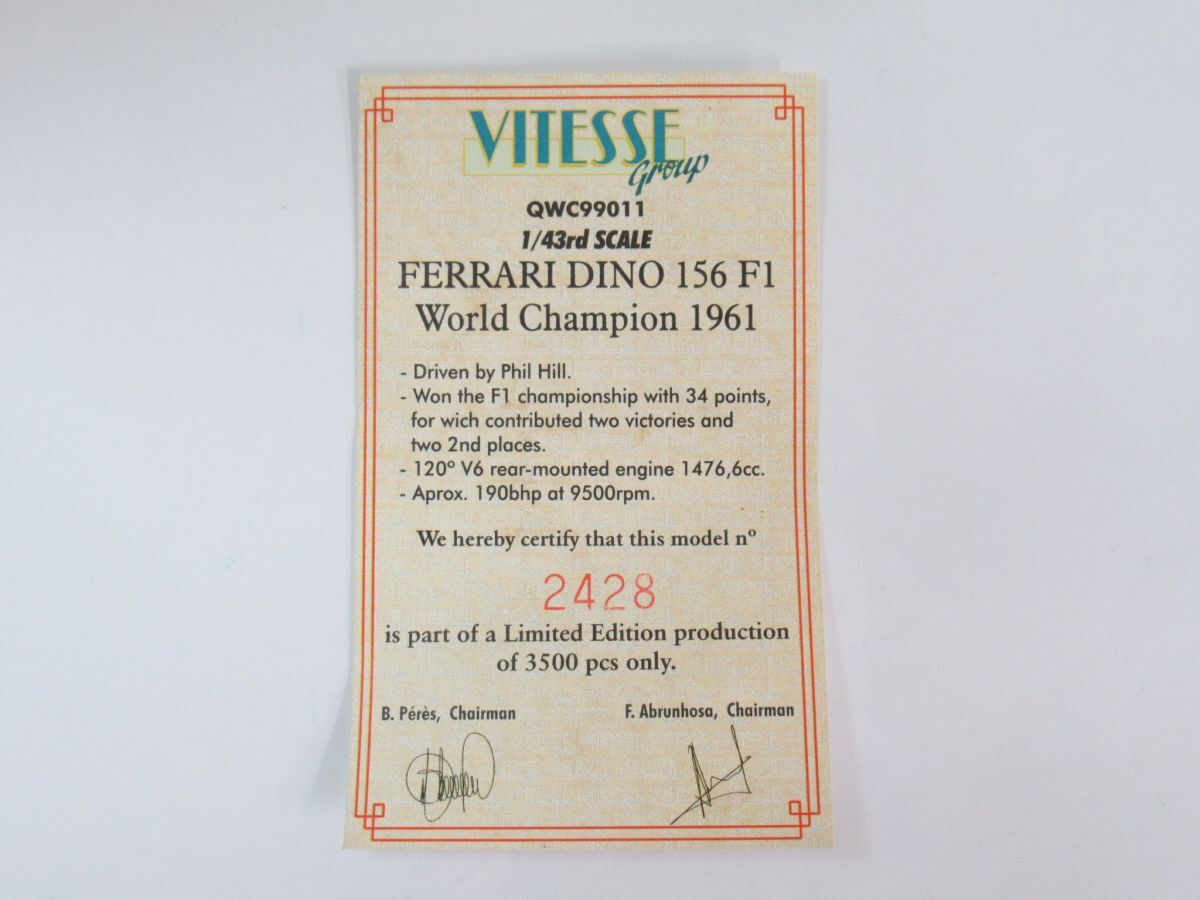 VITESSE
Group
QWC99011
1/43rd SCALE
FERRARI DINO 156 F1
World Champion 1961
- Driven by Phil Hill.
- Won the F1 championship with 34 points,
for wich contributed two victories and
two 2nd places.
- 120º V6 rear-mounted engine 1476,6cc.
- Aprox. 190bhp at 9500rpm.
We hereby certify that this model nº
2428
is part of a Limited Edition production
of 3500 pcs only.
B. Pérès, Chairman F. Abrunhosa, Chairman